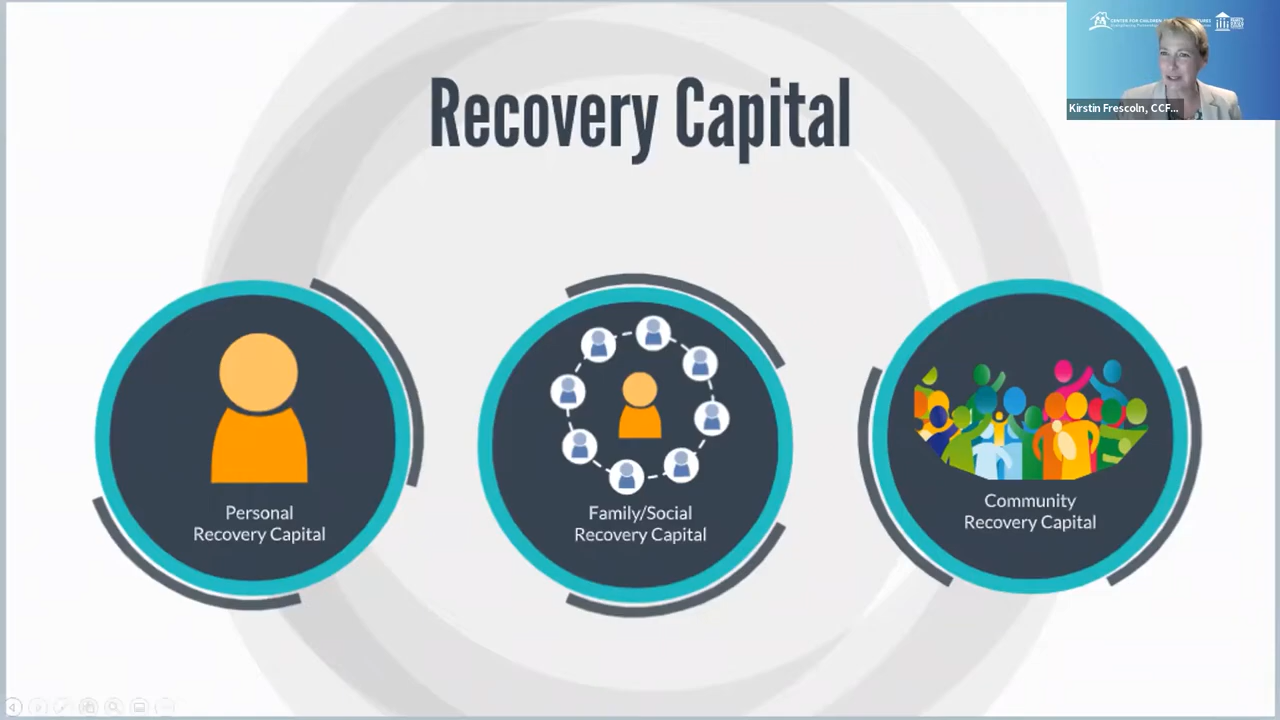 Recovery Capital
Kirstin Frescoln, CCF...
Personal
Recovery Capital
Family/Social
Recovery Capital
Community
Recovery Capital